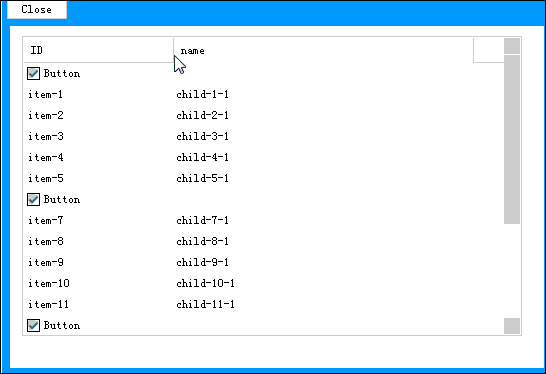 Close
ID name
Button
item-1 child-1-1
item-2 child-2-1
item-3 child-3-1
item-4 child-4-1
item-5 child-5-1
Button
item-7 child-7-1
item-8 child-8-1
item-9 child-9-1
item-10 child-10-1
item-11 child-11-1
Button